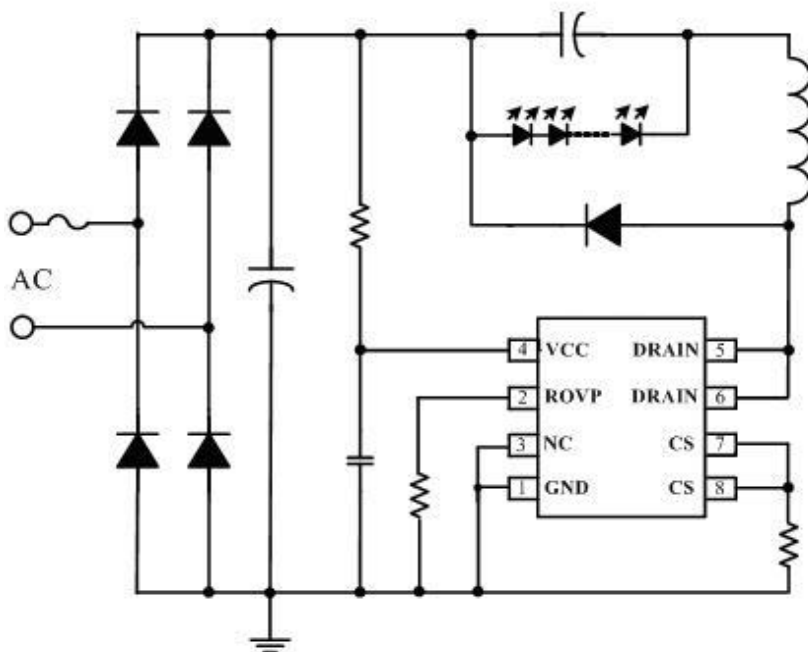 AC
4 VCC DRAIN 5
2 ROVP DRAIN 6
3 NC CS 7
1 GND CS 8